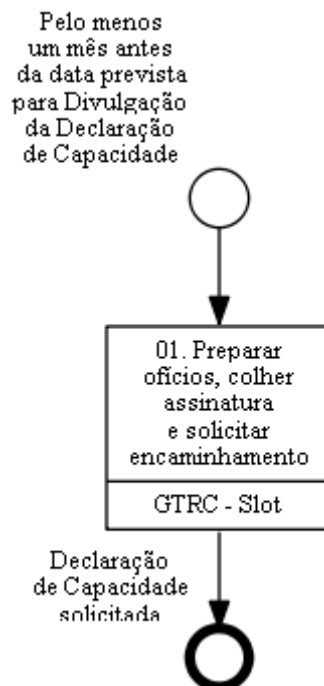 Pelo menos
um mês antes
da data prevista
para Divulgação
da Declaração
de Capacidade
01. Preparar
ofícios, colher
assinatura
e solicitar
encaminhamento
GTRC - Slot
Declaração
de Capacidade
solicitada